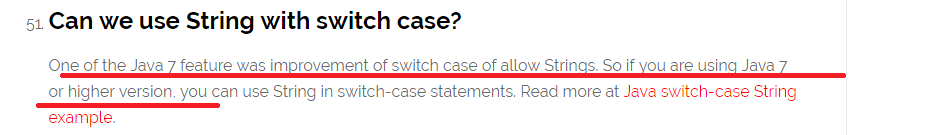 51. Can we use String with switch case?
One of the Java 7 feature was improvement of switch case of allow Strings. So if you are using Java 7
or higher version, you can use String in switch-case statements. Read more at Java switch-case String
example.